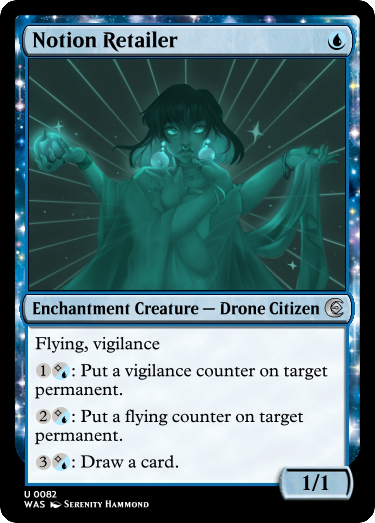 Notion Retailer
Enchantment Creature — Drone Citizen
Flying, vigilance
1: Put a vigilance counter on target
permanent.
2: Put a flying counter on target
permanent.
3: Draw a card.
1/1
U 0082
WAS SERENITY HAMMOND